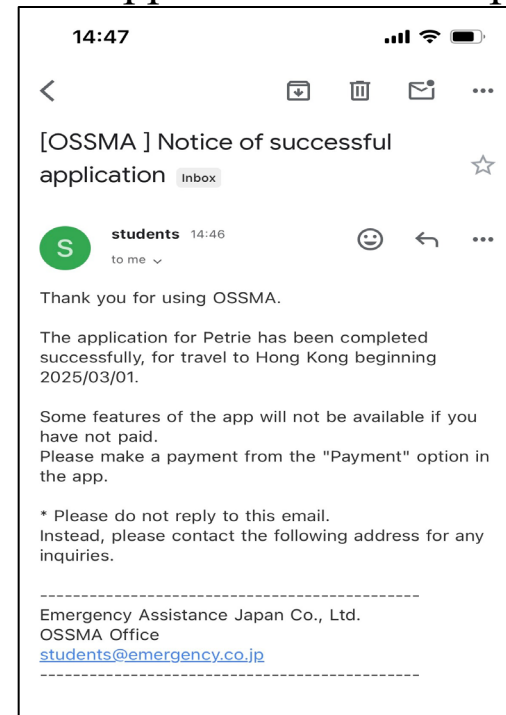 14:47
[OSSMA ] Notice of successful
application Inbox
S
students 14:46
to me
Thank you for using OSSMA.
The application for Petrie has been completed
successfully, for travel to Hong Kong beginning
2025/03/01.
Some features of the app will not be available if you
have not paid.
Please make a payment from the "Payment" option in
the app.
* Please do not reply to this email.
Instead, please contact the following address for any
inquiries.
----------------------------------------------
Emergency Assistance Japan Co., Ltd.
OSSMA Office
students@emergency.co.jp
----------------------------------------------